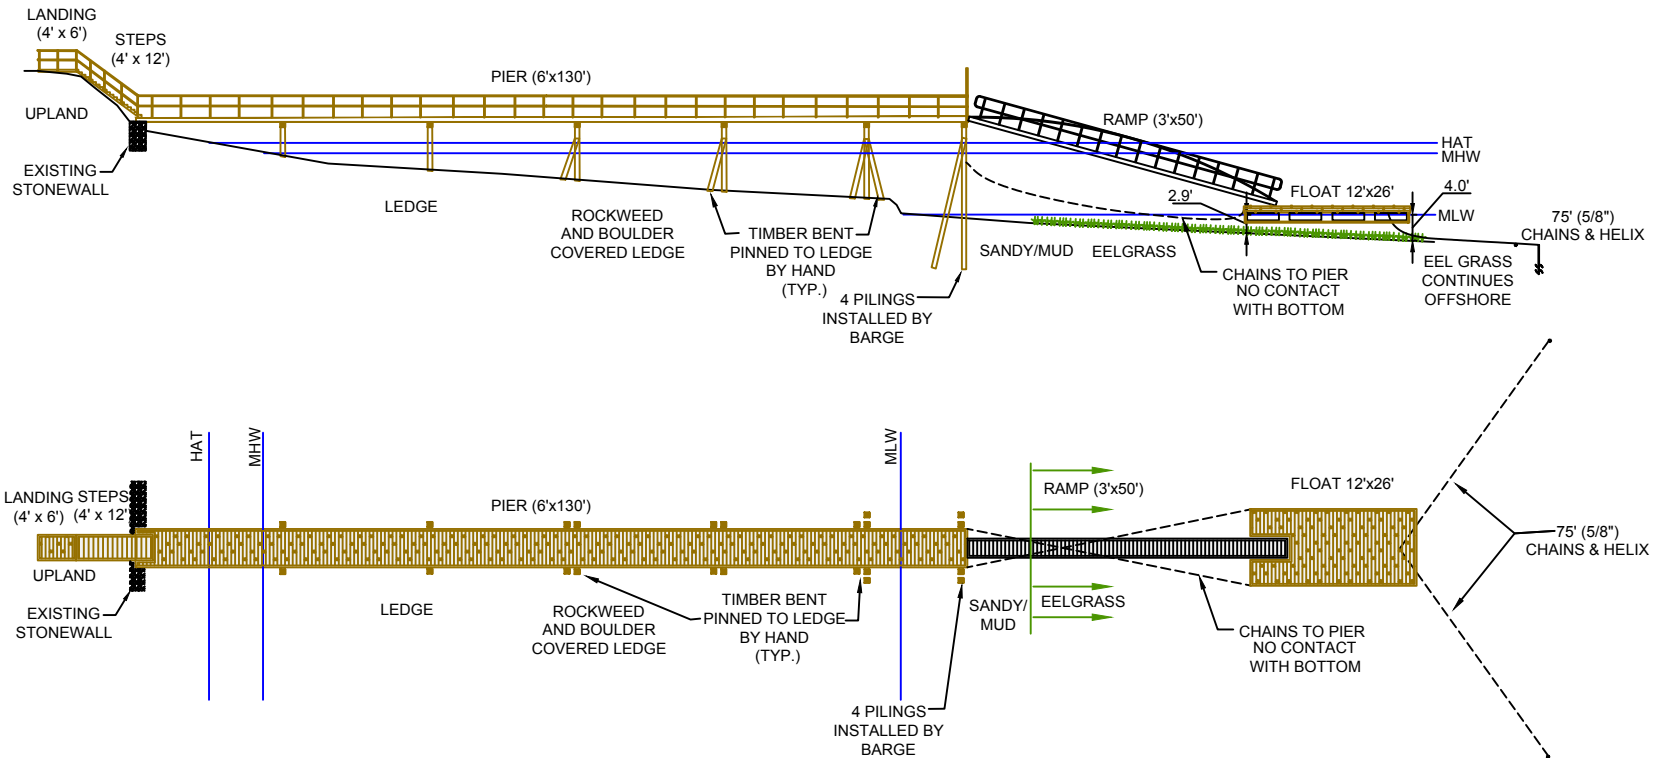 LANDING
(4' x 6')
STEPS
(4' x 12')
PIER (6'x130')
RAMP (3'x50')
UPLAND
HAT
MHW
EXISTING
STONEWALL
LEDGE
ROCKWEED
AND BOULDER
COVERED LEDGE
TIMBER BENT
PINNED TO LEDGE
BY HAND
(TYP.)
4 PILINGS
INSTALLED BY
BARGE
SANDY/MUD
EELGRASS
2.9'
FLOAT 12'x26'
4.0'
MLW
75' (5/8")
CHAINS & HELIX
CHAINS TO PIER
NO CONTACT
WITH BOTTOM
EEL GRASS
CONTINUES
OFFSHORE
HAT
MHW
MLW
LANDING
(4' x 6')
STEPS
(4' x 12'
PIER (6'x130')
RAMP (3'x50')
FLOAT 12'x26'
UPLAND
EXISTING
STONEWALL
LEDGE
ROCKWEED
AND BOULDER
COVERED LEDGE
TIMBER BENT
PINNED TO LEDGE
BY HAND
(TYP.)
4 PILINGS
INSTALLED BY
BARGE
SANDY/
MUD
EELGRASS
CHAINS TO PIER
NO CONTACT
WITH BOTTOM
75' (5/8")
CHAINS & HELIX